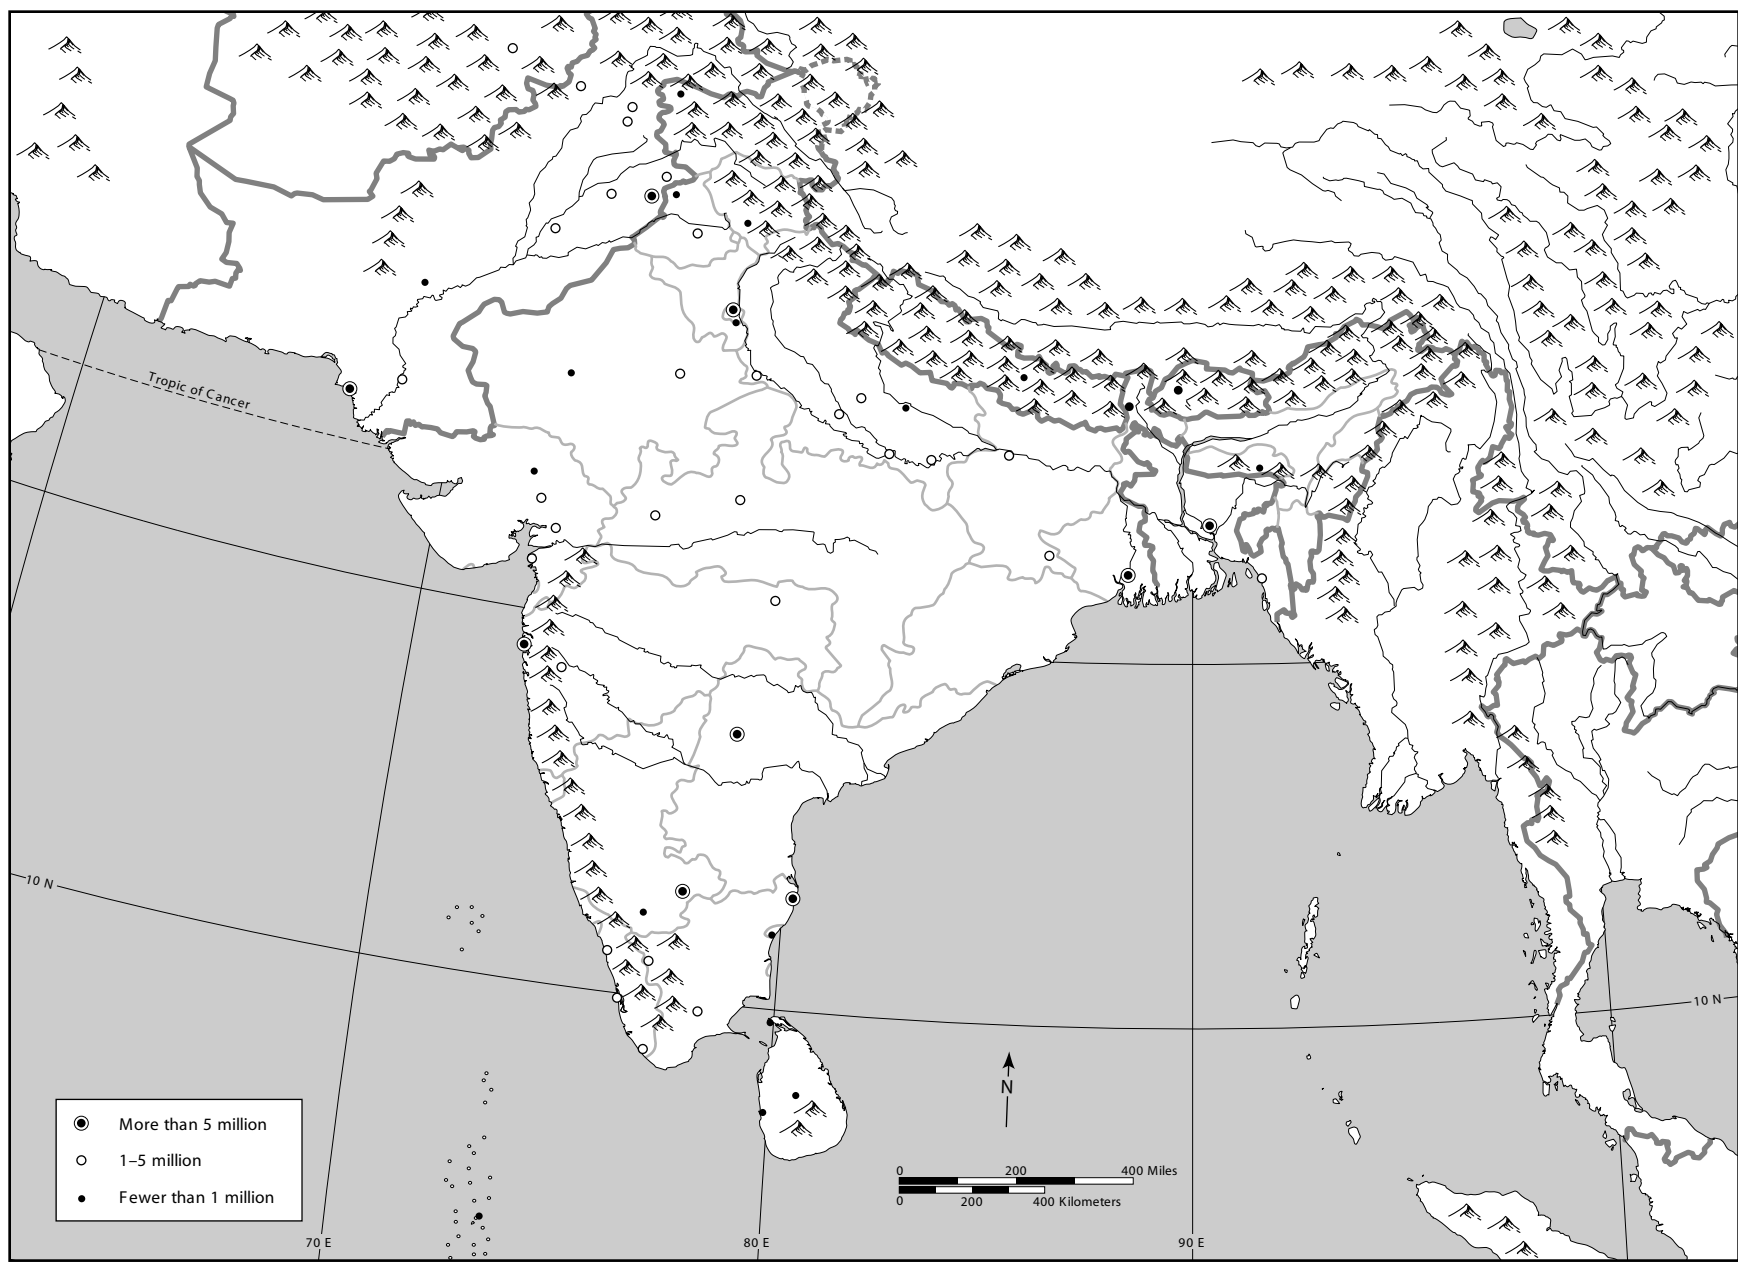 Tropic of Cancer
10 N
10 N
N
More than 5 million
1–5 million
Fewer than 1 million
0 200 400 Miles
0 200 400 Kilometers
70 E 80 E 90 E